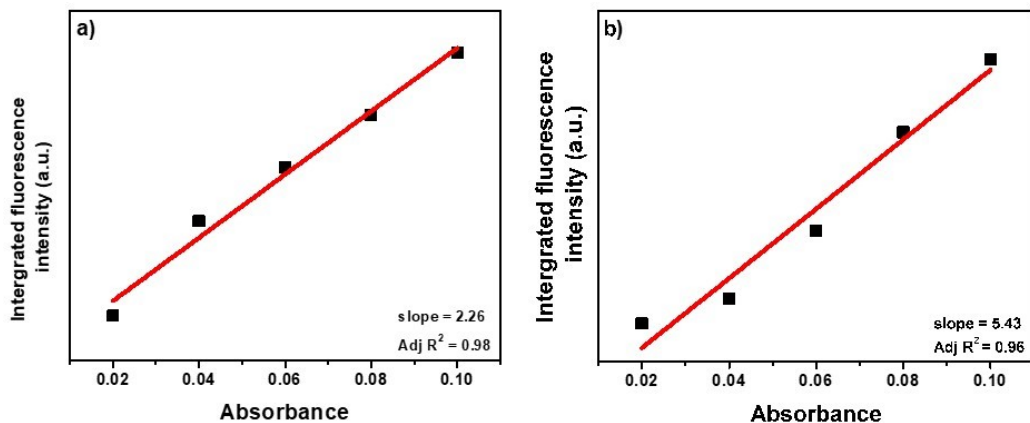 a)
Intergrated fluorescence
intensity (a.u.)
slope = 2.26
Adj R² = 0.98
0.02 0.04 0.06 0.08 0.10
Absorbance
b)
Intergrated fluorescence
intensity (a.u.)
slope = 5.43
Adj R² = 0.96
0.02 0.04 0.06 0.08 0.10
Absorbance